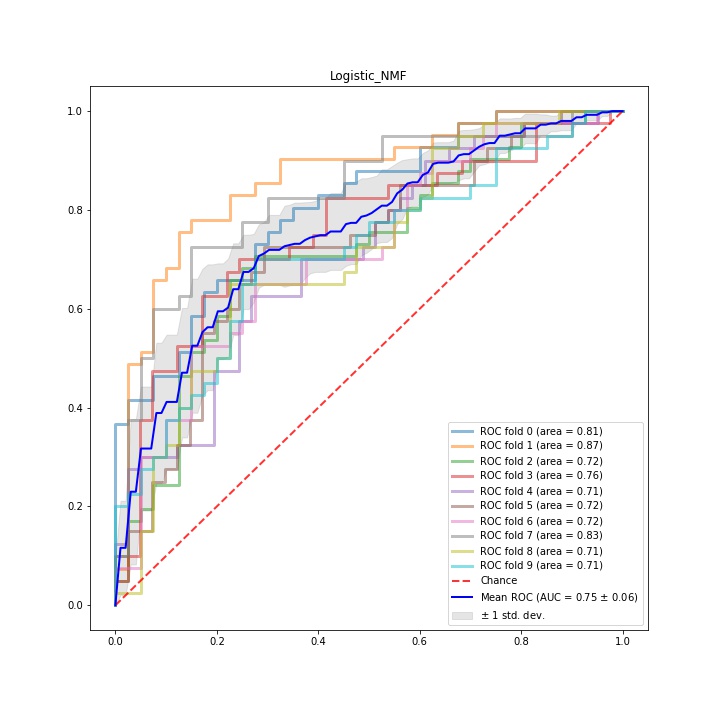 Logistic_NMF
1.0
0.8
0.6
0.4
0.2
0.0
ROC fold 0 (area = 0.81)
ROC fold 1 (area = 0.87)
ROC fold 2 (area = 0.72)
ROC fold 3 (area = 0.76)
ROC fold 4 (area = 0.71)
ROC fold 5 (area = 0.72)
ROC fold 6 (area = 0.72)
ROC fold 7 (area = 0.83)
ROC fold 8 (area = 0.71)
ROC fold 9 (area = 0.71)
Chance
Mean ROC (AUC = 0.75 ± 0.06)
± 1 std. dev.
0.0 0.2 0.4 0.6 0.8 1.0